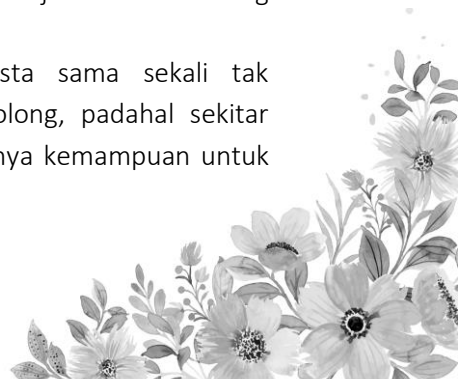 sta sama sekali tak
olong, padahal sekitar
nya kemampuan untuk